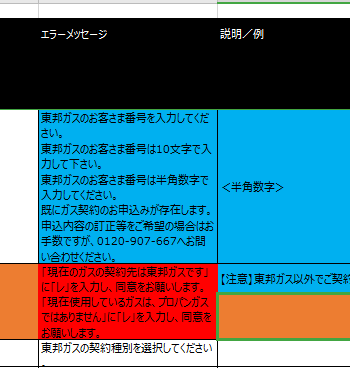 エラーメッセージ
説明／例
東邦ガスのお客さま番号を入力してくだ
さい。
東邦ガスのお客さま番号は10文字で入
力して下さい。
東邦ガスのお客さま番号は半角数字で
入力してください。
既にガス契約のお申込みが存在します。
申込内容の訂正等をご希望の場合はお
手数ですが、0120-907-667へお問
い合わせください。
＜半角数字＞
「現在のガスの契約先は東邦ガスです」
に「レ」を入力し、同意をお願いします。
「現在使用しているガスは、プロパンガス
ではありません」に「レ」を入力し、同意を
お願いします。
【注意】東邦ガス以外でご契約
東邦ガスの契約種別を選択してください
。